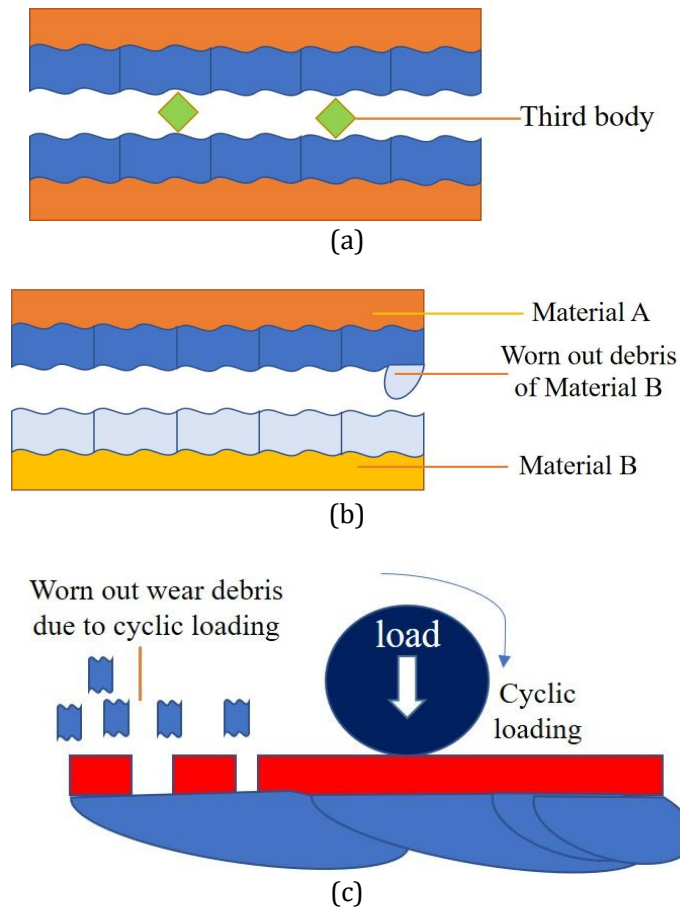 Third body
(a)
Material A
Worn out debris
of Material B
Material B
(b)
Worn out wear debris
due to cyclic loading
load
Cyclic
loading
(c)